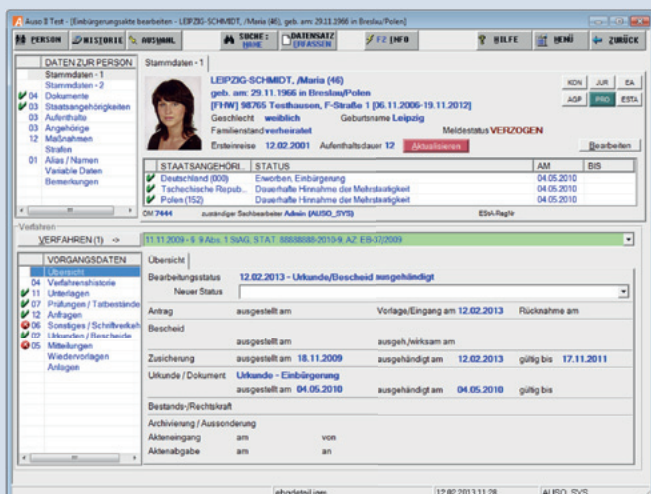 Auso II Test - [Einbürgerungsakte bearbeiten - LEIPZIG-SCHMIDT, /Maria (46), geb. am: 29.11.1966 in Breslau/Polen]
PERSON HISTORIE AUSWAHL SUCHE: NAME DATENSATZ ERFASSEN F2 INFO HILFE MENÜ ZURÜCK
DATEN ZUR PERSON
Stammdaten - 1
Stammdaten - 2
04 Dokumente
03 Staatsangehörigkeiten
03 Aufenthalte
03 Angehörige
12 Maßnahmen
Strafen
01 Alias / Namen
Variable Daten
Bemerkungen
Stammdaten - 1
LEIPZIG-SCHMIDT, /Maria (46)
geb. am: 29.11.1966 in Breslau/Polen
[FHW] 98765 Testhausen, F-Straße 1 [06.11.2006-19.11.2012]
Geschlecht weiblich Geburtsname Leipzig
Familienstand verheiratet Meldestatus VERZOGEN
Ersteinreise 12.02.2001 Aufenthaltsdauer 12 Aktualisieren Bearbeiten
KON JUR EA
AGP PRO ESTA
STAATSANGEHÖRI... STATUS AM BIS
Deutschland (000) Erworben, Einbürgerung 04.05.2010
Tschechische Repub... Dauerhafte Hinnahme der Mehrstaatigkeit 04.05.2010
Polen (152) Dauerhafte Hinnahme der Mehrstaatigkeit 04.05.2010
OM 7444 zuständiger Sachbearbeiter Admin (AUSO_SYS) EStA-RegNr
Verfahren
VERFAHREN (1) -> 11.11.2009 - § 9 Abs. 1 StAG, STAT. 88888888-2010-9, AZ. EB-07/2009
VORGANGSDATEN
Übersicht
04 Verfahrenshistorie
11 Unterlagen
07 Prüfungen / Tatbestände
12 Anfragen
06 Sonstiges / Schriftverkeh
02 Urkunden / Bescheide
05 Mitteilungen
Wiedervorlagen
Anlagen
Übersicht
Bearbeitungsstatus 12.02.2013 - Urkunde/Bescheid ausgehändigt
Neuer Status
Antrag ausgestellt am Vorlage/Eingang am 12.02.2013 Rücknahme am
Bescheid
ausgestellt am ausgeh./wirksam am
Zusicherung ausgestellt am 18.11.2009 ausgehändigt am 12.02.2013 gültig bis 17.11.2011
Urkunde / Dokument Urkunde - Einbürgerung
ausgestellt am 04.05.2010 ausgehändigt am 04.05.2010 gültig bis
Bestands-/Rechtskraft
Archivierung / Aussonderung
Akteneingang am von
Aktenabgabe am an
12.02.2013 11:28 AUSO_SYS